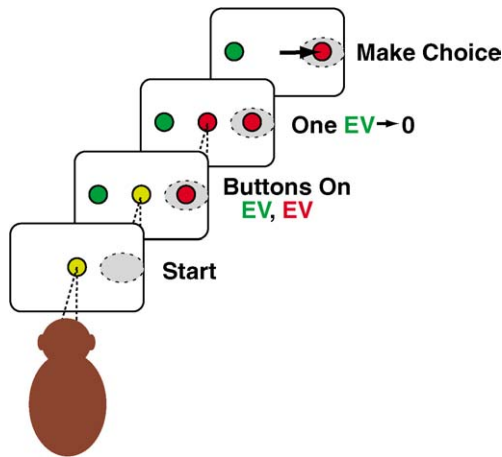 Make Choice
One EV→0
Buttons On
EV, EV
Start